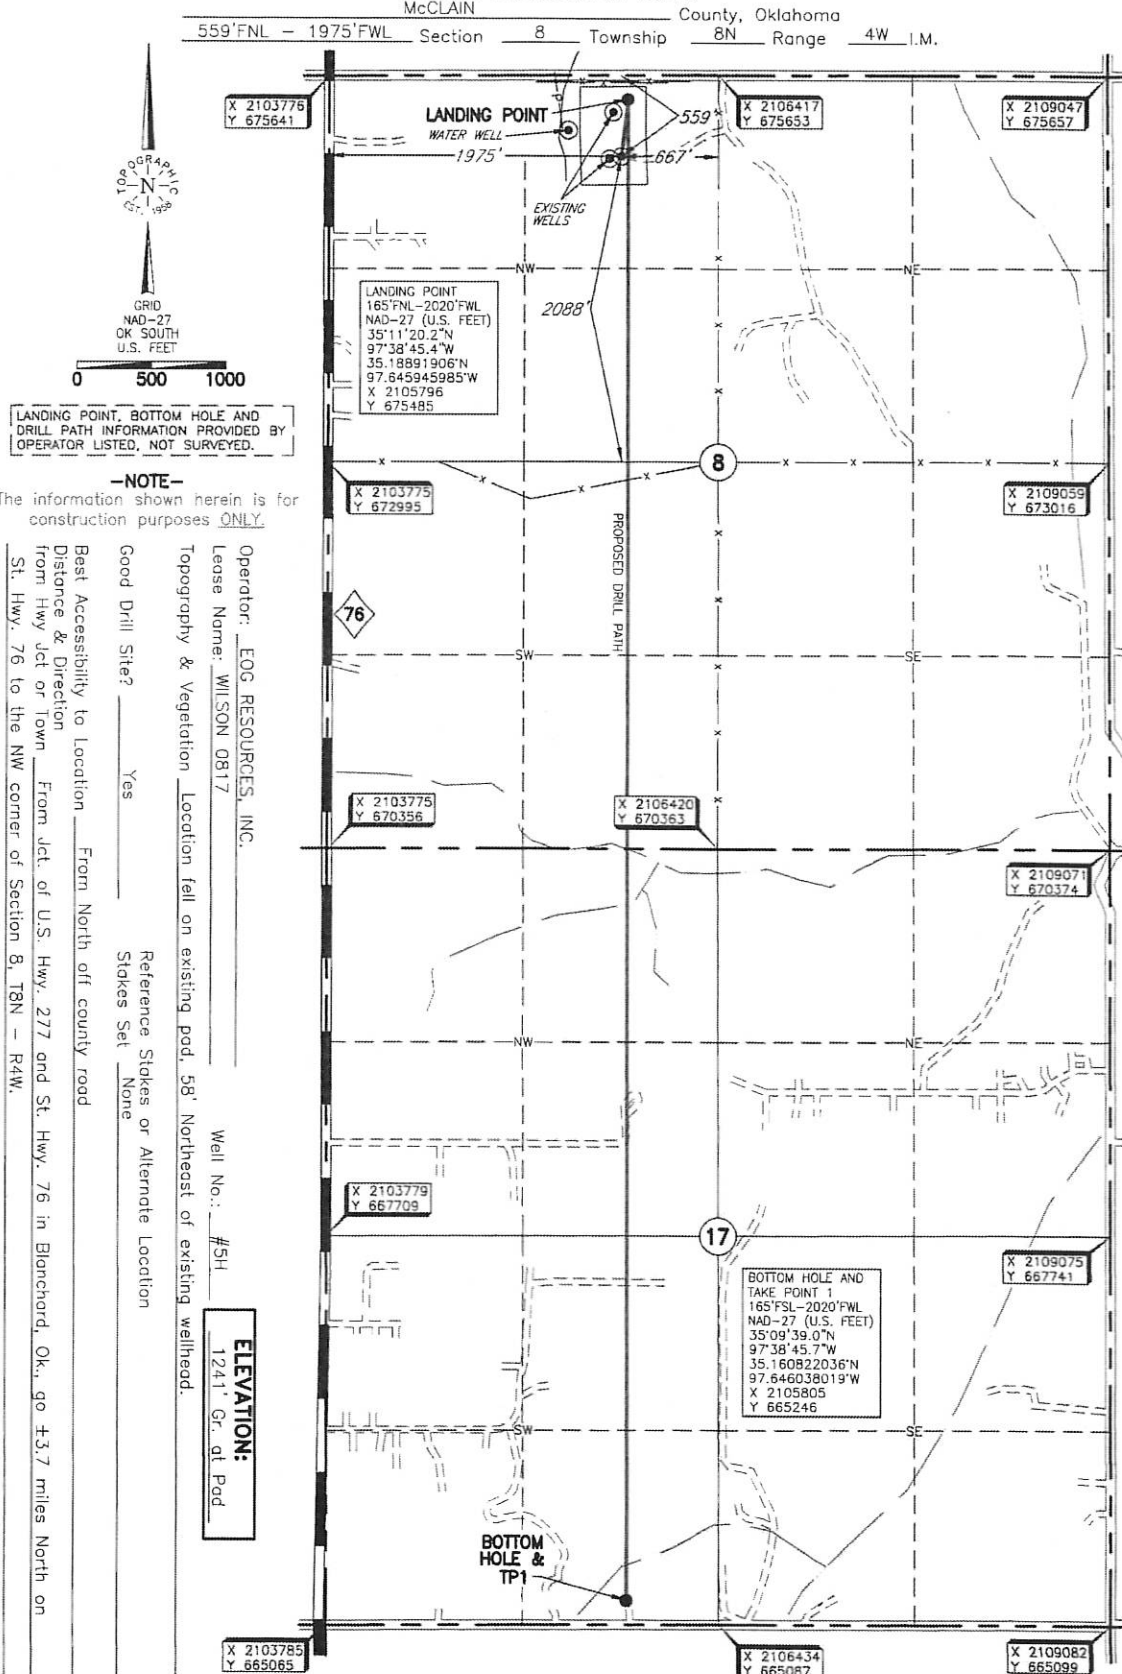 McCLAIN County, Oklahoma
559'FNL - 1975'FWL Section 8 Township 8N Range 4W I.M.
X 2103776
Y 675641
LANDING POINT
WATER WELL
559'
1975'
667'
EXISTING
WELLS
X 2106417
Y 675653
X 2109047
Y 675657
TOPOGRAPHIC
N
EST. 1958
GRID
NAD-27
OK SOUTH
U.S. FEET
0 500 1000
NW
NE
LANDING POINT
165'FNL-2020'FWL
NAD-27 (U.S. FEET)
35°11'20.2"N
97°38'45.4"W
35.18891906°N
97.645945985°W
X 2105796
Y 675485
2088'
LANDING POINT, BOTTOM HOLE AND
DRILL PATH INFORMATION PROVIDED BY
OPERATOR LISTED, NOT SURVEYED.
-NOTE-
The information shown herein is for
construction purposes ONLY.
8
X 2103775
Y 672995
X 2109059
Y 673016
PROPOSED DRILL PATH
76
SW
SE
X 2103775
Y 670356
X 2106420
Y 670363
X 2109071
Y 670374
NW
NE
X 2103779
Y 667709
17
X 2109075
Y 667741
BOTTOM HOLE AND
TAKE POINT 1
165'FSL-2020'FWL
NAD-27 (U.S. FEET)
35°09'39.0"N
97°38'45.7"W
35.160822036°N
97.646038019°W
X 2105805
Y 665246
SW
SE
BOTTOM
HOLE &
TP1
X 2103785
Y 665065
X 2106434
Y 665087
X 2109082
Y 665099
Operator: EOG RESOURCES, INC.
Lease Name: WILSON 0817 Well No.: #5H
ELEVATION:
1241' Gr. at Pad
Topography & Vegetation Location fell on existing pad, 58' Northeast of existing wellhead.
Good Drill Site? Yes
Reference Stakes or Alternate Location
Stakes Set None
Best Accessibility to Location From North off county road
Distance & Direction
from Hwy Jct or Town From Jct. of U.S. Hwy. 277 and St. Hwy. 76 in Blanchard, Ok., go ±3.7 miles North on
St. Hwy. 76 to the NW corner of Section 8, T8N - R4W.